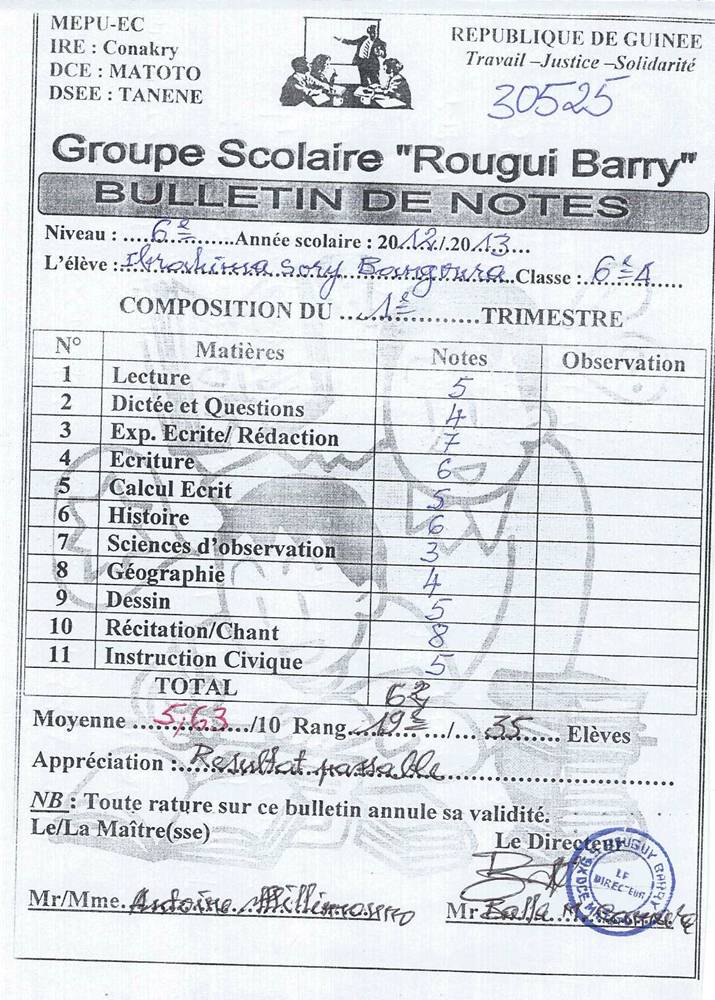 MEPU-EC
IRE : Conakry
DCE : MATOTO
DSEE : TANENE
REPUBLIQUE DE GUINEE
Travail –Justice –Solidarité
30525
Groupe Scolaire "Rougui Barry"
BULLETIN DE NOTES
Niveau : ....6e.........Année scolaire : 2012./.2013...
L'élève : Ibrahima Sory Bangoura Classe : 6e A
COMPOSITION DU ...1e.........TRIMESTRE
N° Matières Notes Observation
1 Lecture 5
2 Dictée et Questions 4
3 Exp. Ecrite/ Rédaction 7
4 Ecriture 6
5 Calcul Ecrit 5
6 Histoire 6
7 Sciences d'observation 3
8 Géographie 4
9 Dessin 5
10 Récitation/Chant 8
11 Instruction Civique 5
TOTAL
Moyenne ...5,63.../10 Rang...19e.../...35...... Elèves
Appréciation : Résultat passable
NB : Toute rature sur ce bulletin annule sa validité.
Le/La Maître(sse)
Le Directeur
LE
DIRECTEUR
Mr/Mme. Antoine Millimouno
Mr Balla M. Camara